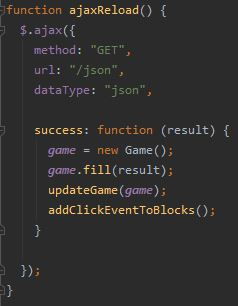 function ajaxReload() {
  $.ajax({
    method: "GET",
    url: "/json",
    dataType: "json",

    success: function (result) {
      game = new Game();
      game.fill(result);
      updateGame(game);
      addClickEventToBlocks();
    }

  });
}